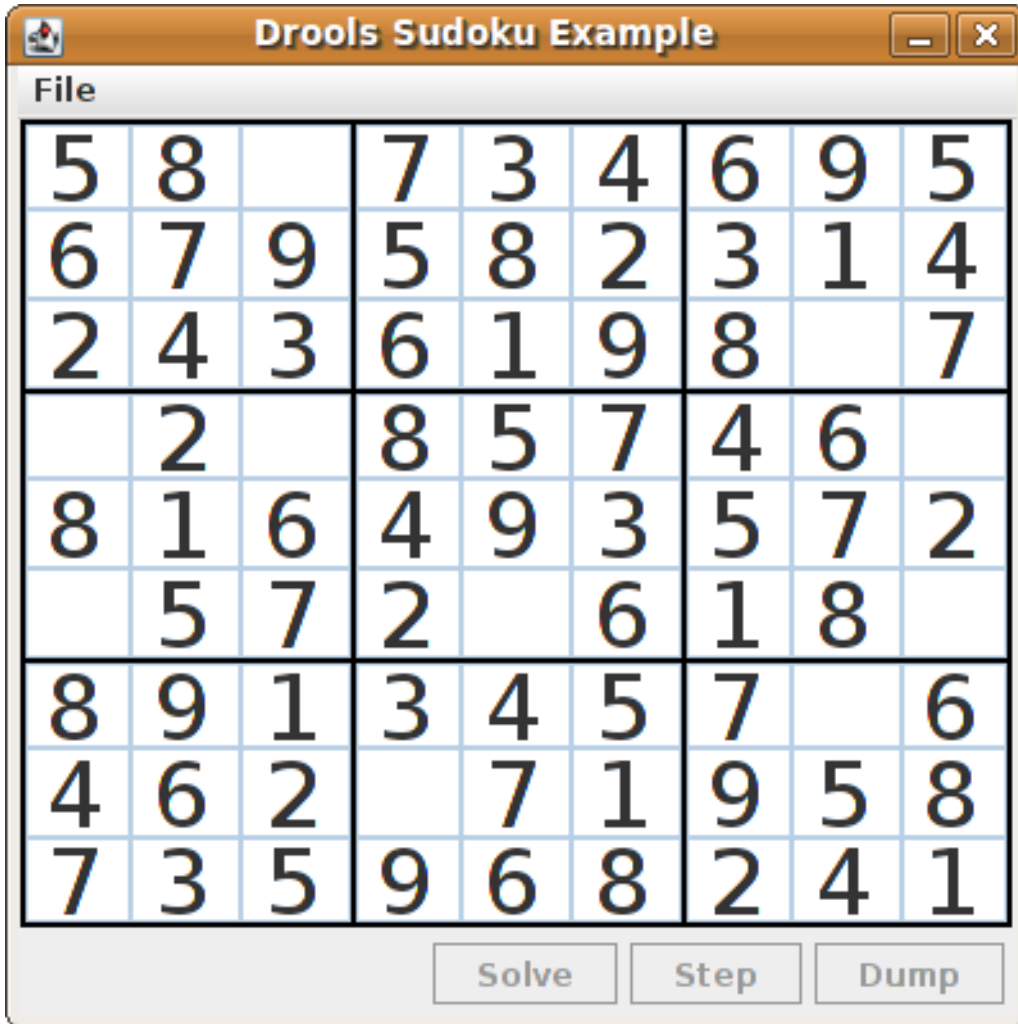 Drools Sudoku Example
File
5 8 7 3 4 6 9 5
6 7 9 5 8 2 3 1 4
2 4 3 6 1 9 8 7
2 8 5 7 4 6
8 1 6 4 9 3 5 7 2
5 7 2 6 1 8
8 9 1 3 4 5 7 6
4 6 2 7 1 9 5 8
7 3 5 9 6 8 2 4 1
Solve Step Dump